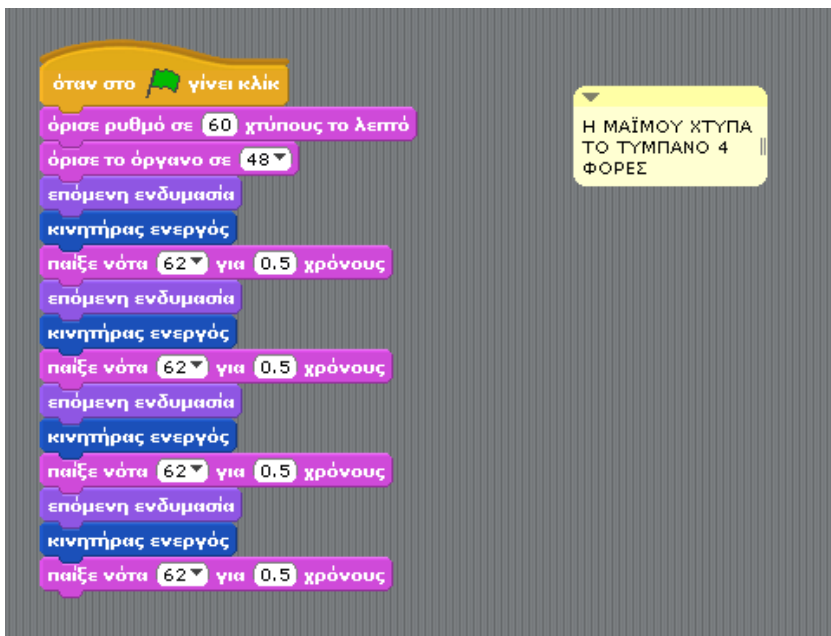 όταν στο γίνει κλίκ
όρισε ρυθμό σε 60 χτύπους το λεπτό
όρισε το όργανο σε 48
επόμενη ενδυμασία
κινητήρας ενεργός
παίξε νότα 62 για 0.5 χρόνους
επόμενη ενδυμασία
κινητήρας ενεργός
παίξε νότα 62 για 0.5 χρόνους
επόμενη ενδυμασία
κινητήρας ενεργός
παίξε νότα 62 για 0.5 χρόνους
επόμενη ενδυμασία
κινητήρας ενεργός
παίξε νότα 62 για 0.5 χρόνους
Η ΜΑΪΜΟΥ ΧΤΥΠΑ
ΤΟ ΤΥΜΠΑΝΟ 4
ΦΟΡΕΣ